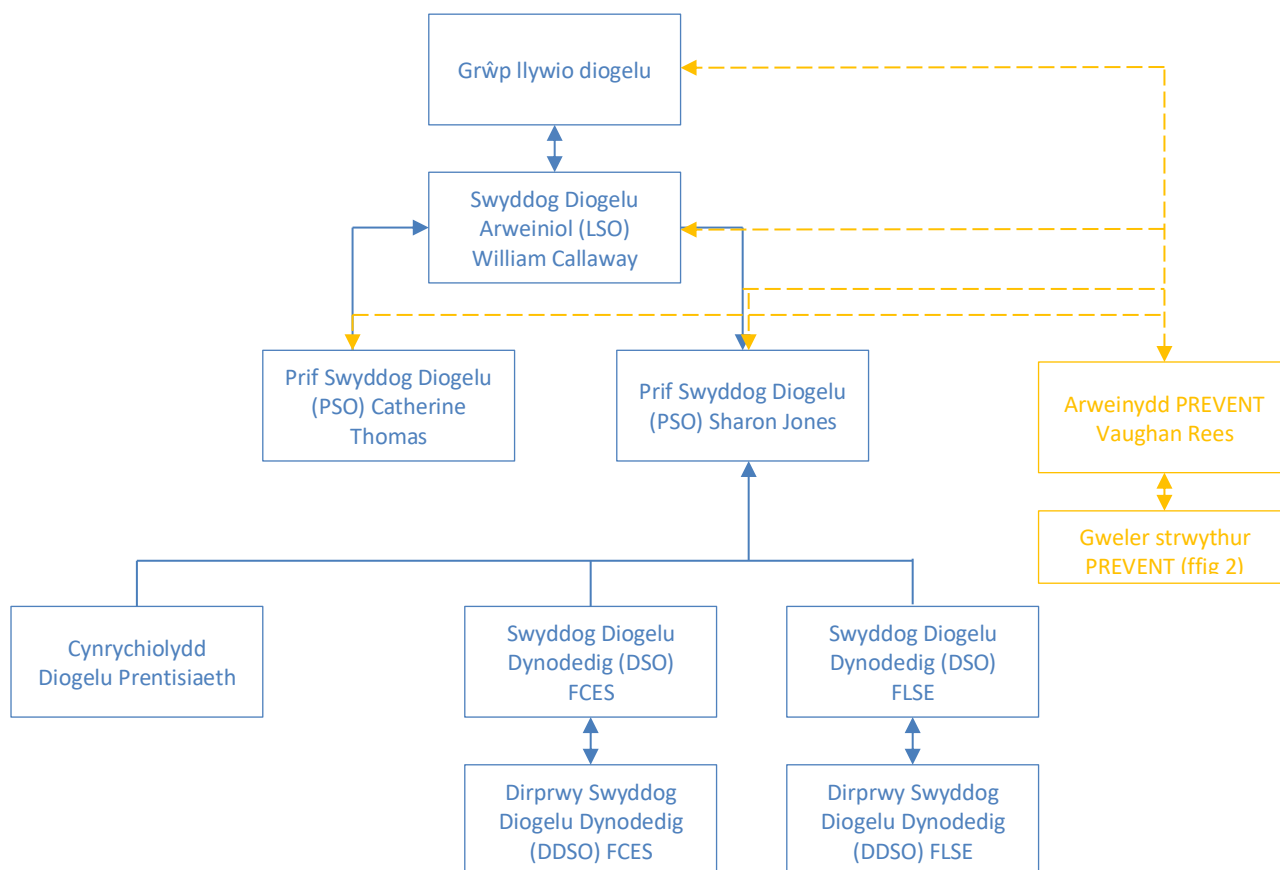 Grŵp llywio diogelu
Swyddog Diogelu
Arweiniol (LSO)
William Callaway
Prif Swyddog Diogelu
(PSO) Catherine
Thomas
Prif Swyddog Diogelu
(PSO) Sharon Jones
Arweinydd PREVENT
Vaughan Rees
Gweler strwythur
PREVENT (ffig 2)
Cynrychiolydd
Diogelu Prentisiaeth
Swyddog Diogelu
Dynodedig (DSO)
FCES
Swyddog Diogelu
Dynodedig (DSO)
FLSE
Dirprwy Swyddog
Diogelu Dynodedig
(DDSO) FCES
Dirprwy Swyddog
Diogelu Dynodedig
(DDSO) FLSE